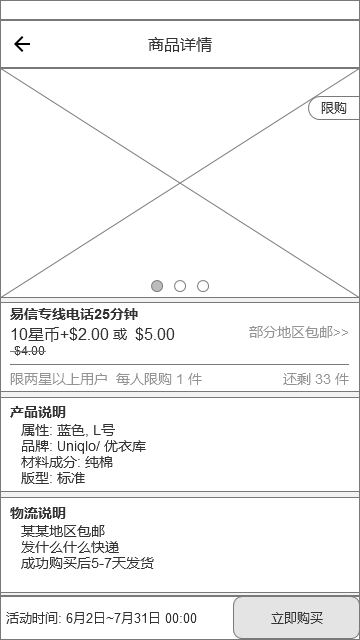 商品详情
限购
易信专线电话25分钟
10星币+$2.00 或 $5.00
部分地区包邮>>
$4.00
限两星以上用户 每人限购 1 件
还剩 33 件
产品说明
属性: 蓝色, L号
品牌: Uniqlo/ 优衣库
材料成分: 纯棉
版型: 标准
物流说明
某某地区包邮
发什么什么快递
成功购买后5-7天发货
活动时间: 6月2日~7月31日 00:00
立即购买